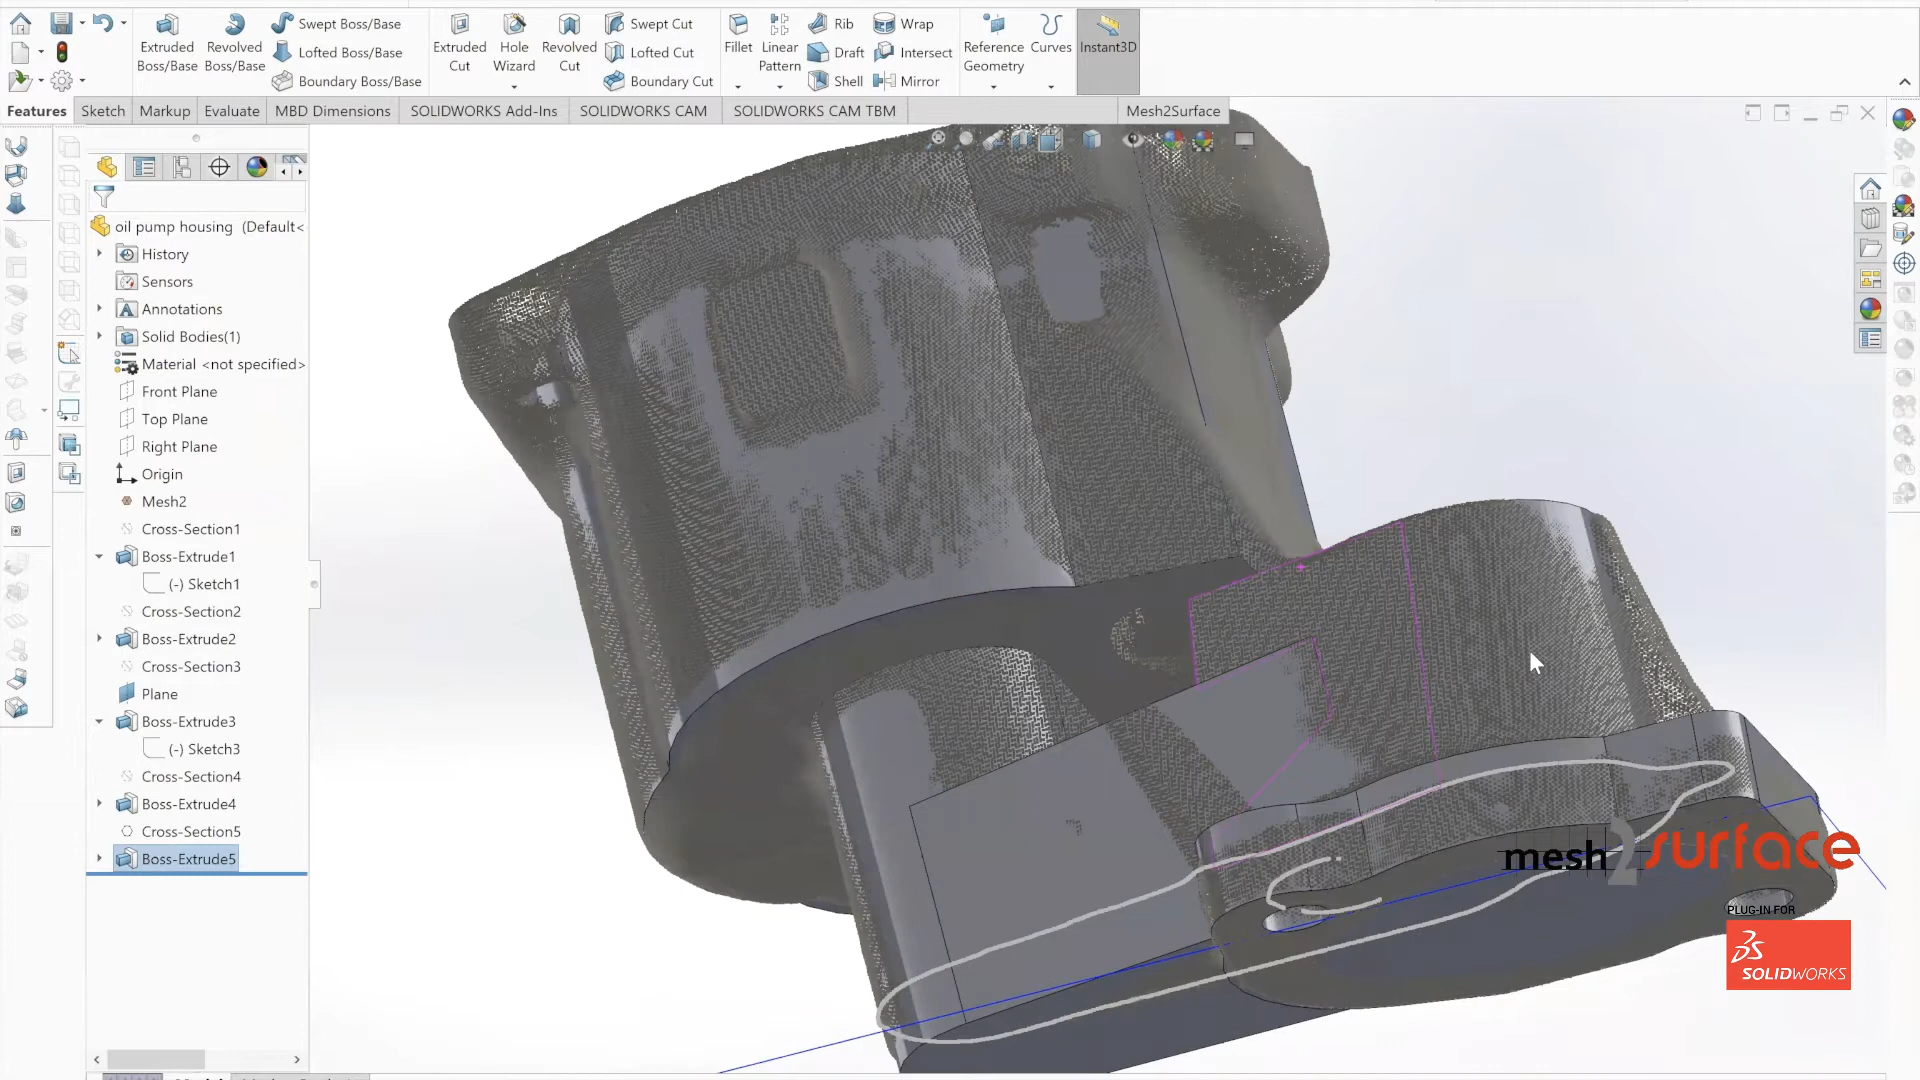 Extruded Boss/Base
Revolved Boss/Base
Swept Boss/Base
Lofted Boss/Base
Boundary Boss/Base
Extruded Cut
Hole Wizard
Revolved Cut
Swept Cut
Lofted Cut
Boundary Cut
Fillet
Linear Pattern
Rib
Draft
Shell
Wrap
Intersect
Mirror
Reference Geometry
Curves
Instant3D
Features
Sketch
Markup
Evaluate
MBD Dimensions
SOLIDWORKS Add-Ins
SOLIDWORKS CAM
SOLIDWORKS CAM TBM
Mesh2Surface
oil pump housing (Default<
History
Sensors
Annotations
Solid Bodies(1)
Material <not specified>
Front Plane
Top Plane
Right Plane
Origin
Mesh2
Cross-Section1
Boss-Extrude1
(-) Sketch1
Cross-Section2
Boss-Extrude2
Cross-Section3
Plane
Boss-Extrude3
(-) Sketch3
Cross-Section4
Boss-Extrude4
Cross-Section5
Boss-Extrude5
mesh2surface
PLUG-IN FOR
SOLIDWORKS